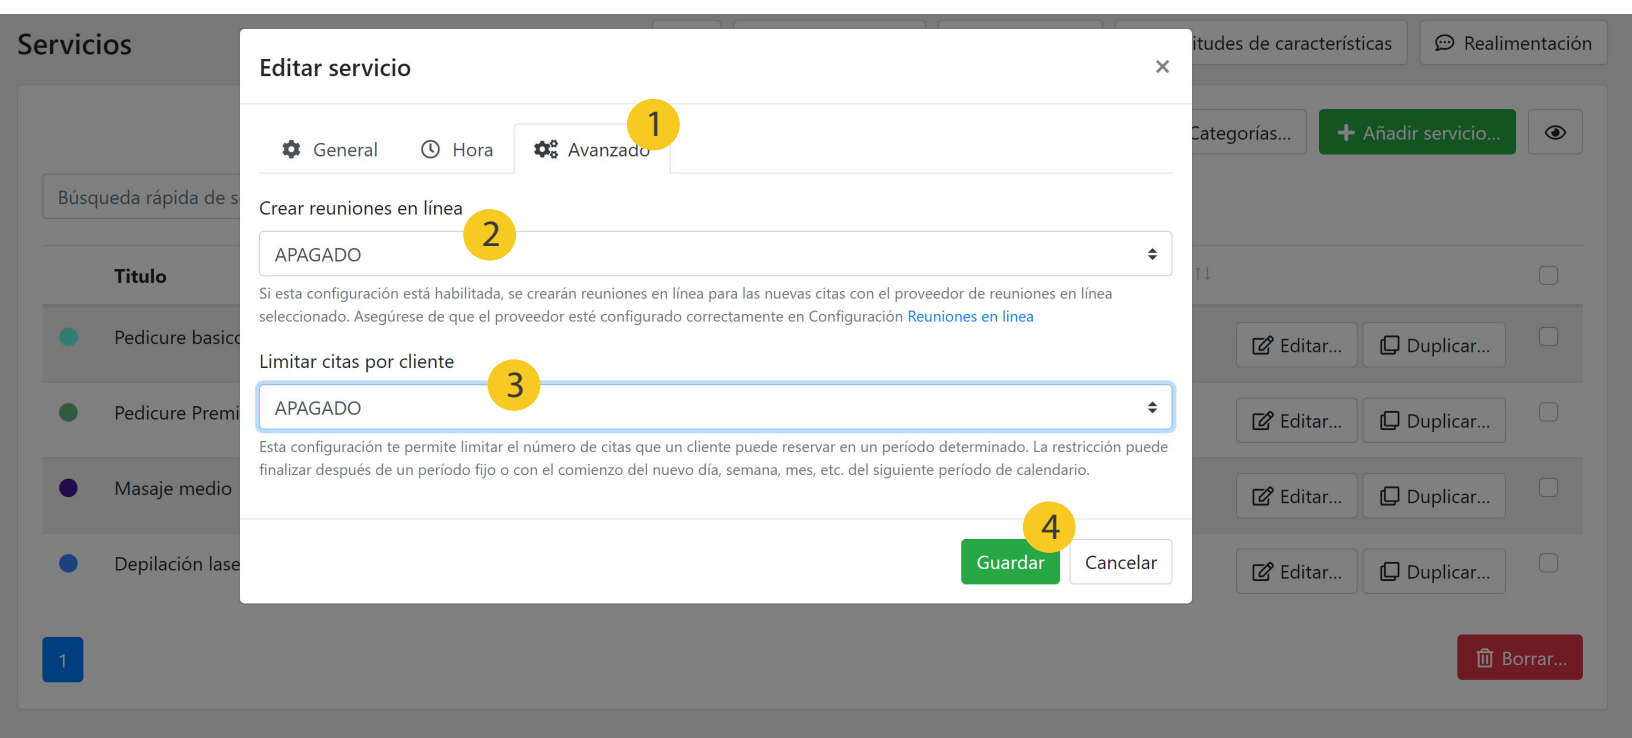 Servicios
itudes de características
Realimentación
Editar servicio
×
1
General
Hora
Avanzado
Categorías...
Añadir servicio...
Búsqueda rápida de s
Crear reuniones en línea
2
APAGADO
Si esta configuración está habilitada, se crearán reuniones en línea para las nuevas citas con el proveedor de reuniones en línea
seleccionado. Asegúrese de que el proveedor esté configurado correctamente en Configuración Reuniones en linea
Titulo
Pedicure basico
Editar...
Duplicar...
Limitar citas por cliente
3
APAGADO
Pedicure Premi
Editar...
Duplicar...
Esta configuración te permite limitar el número de citas que un cliente puede reservar en un período determinado. La restricción puede
finalizar después de un período fijo o con el comienzo del nuevo día, semana, mes, etc. del siguiente período de calendario.
Masaje medio
Editar...
Duplicar...
4
Guardar
Cancelar
Depilación lase
Editar...
Duplicar...
1
Borrar...